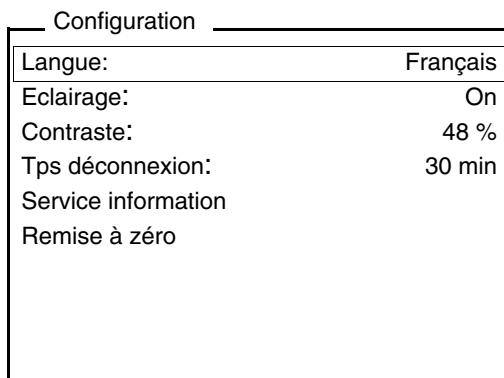 Configuration
Langue: Français
Eclairage: On
Contraste: 48 %
Tps déconnexion: 30 min
Service information
Remise à zéro